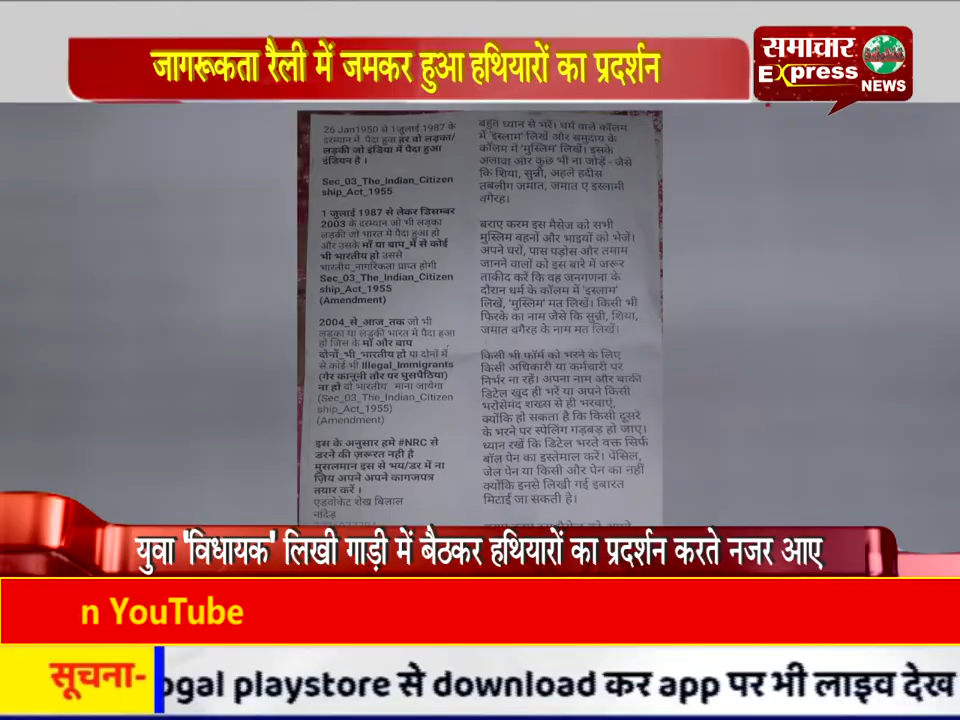 जागरूकता रैली में जमकर हुआ हथियारों का प्रदर्शन
समाचार
Express
NEWS
26 Jan1950 से 1जुलाई 1987 के
दरम्यान में पैदा हुवा हर वो लड़का/
लड़की जो इंडिया में पैदा हुआ
इंडियन है ।
Sec_03_The_Indian_Citizen
ship_Act_1955
1 जुलाई 1987 से लेकर डिसम्बर
2003 के दरम्यान जो भी लड़का
लड़की जो भारत मे पैदा हुआ हो
और उसके माँ या बाप_में से कोई
भी भारतीय हो उससे
भारतीय_नागरिकता प्राप्त होगी
Sec_03_The_Indian_Citizen
ship_Act_1955
(Amendment)
2004_से_आज_तक जो भी
लड़का या लड़की भारत मे पैदा हुआ
हो जिस के माँ और बाप
दोनों_भी_भारतीय हो या दोनों में
से कोई भी Illegal_Immigrants
(गैर कानूनी तौर पर घुसपैठिया)
ना हो वो भारतीय माना जायेगा
(Sec_03_The_Indian_Citizen
ship_Act_1955)
(Amendment)
इस के अनुसार हमे #NRC से
डरने की ज़रूरत नही है
मुसलमान इस से भय/डर में ना
ज़िय अपने अपने कागजपत्र
तयार करें ।
एडवोकेट शेख बिलाल
नांदेड़
बहुत ध्यान से भरें। धर्म वाले कॉलम
में 'इस्लाम' लिखें और समुदाय के
कॉलम में 'मुस्लिम' लिखें। इसके
अलावा और कुछ भी ना जोड़ें - जैसे
कि शिया, सुन्नी, अहले हदीस
तबलीग जमात, जमात ए इस्लामी
वगैरह।
बराए करम इस मैसेज को सभी
मुस्लिम बहनों और भाइयों को भेजें।
अपने घरों, पास पड़ोस और तमाम
जानने वालों को इस बारे में जरूर
ताकीद करें कि वह जनगणना के
दौरान धर्म के कॉलम में 'इस्लाम'
लिखें, 'मुस्लिम' मत लिखें। किसी भी
फिरके का नाम जैसे कि सुन्नी, शिया,
जमात वगैरह के नाम मत लिखें।
किसी भी फॉर्म को भरने के लिए
किसी अधिकारी या कर्मचारी पर
निर्भर ना रहें। अपना नाम और बाकी
डिटेल खुद ही भरें या अपने किसी
भरोसेमंद शख्स से ही भरवाएं,
क्योंकि हो सकता है कि किसी दूसरे
के भरने पर स्पेलिंग गड़बड़ हो जाए।
ध्यान रखें कि डिटेल भरते वक्त सिर्फ
बॉल पेन का इस्तेमाल करें। पेंसिल,
जेल पेन या किसी और पेन का नहीं
क्योंकि इनसे लिखी गई इबारत
मिटाई जा सकती है।
युवा 'विधायक' लिखी गाड़ी में बैठकर हथियारों का प्रदर्शन करते नजर आए
n YouTube
सूचना-
ogal playstore से download कर app पर भी लाइव देख